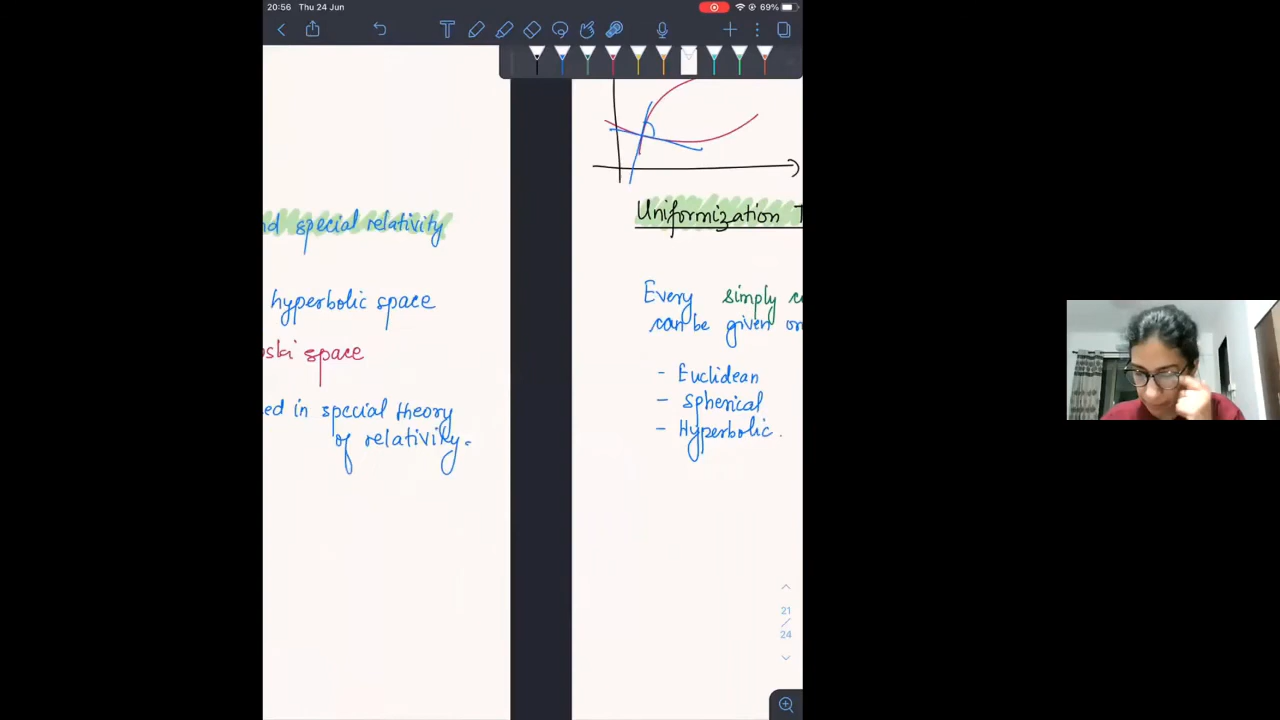 20:56 Thu 24 Jun
69%
T
nd special relativity
hyperbolic space
ski space
ed in special theory
of relativity.
Uniformization T
Every simply c
can be given on
- Euclidean
- Spherical
- Hyperbolic.
21
/
24